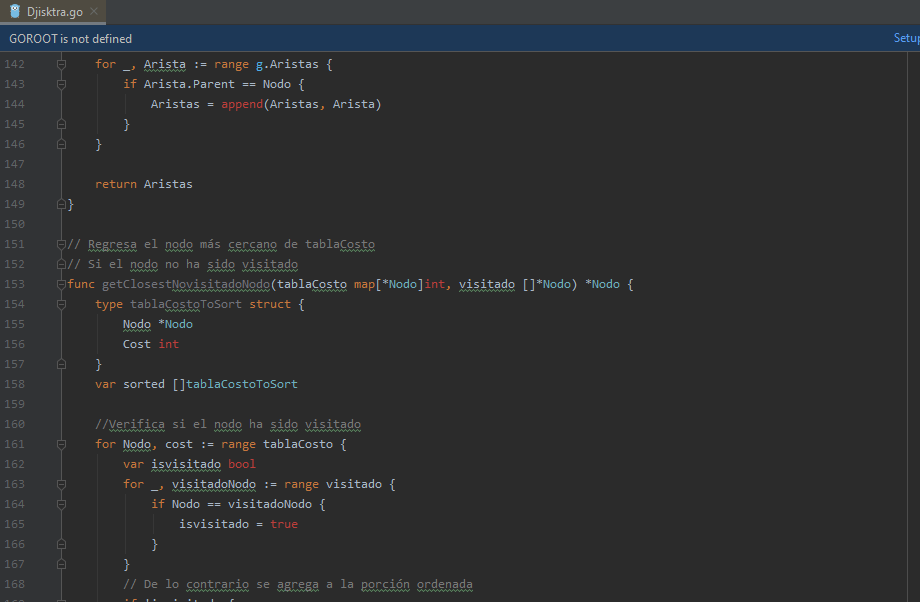 Djisktra.go
GOROOT is not defined Setup
142 for _, Arista := range g.Aristas {
143 if Arista.Parent == Nodo {
144 Aristas = append(Aristas, Arista)
145 }
146 }
147
148 return Aristas
149 }
150
151 // Regresa el nodo más cercano de tablaCosto
152 // Si el nodo no ha sido visitado
153 func getClosestNovisitadoNodo(tablaCosto map[*Nodo]int, visitado []*Nodo) *Nodo {
154 type tablaCostoToSort struct {
155 Nodo *Nodo
156 Cost int
157 }
158 var sorted []tablaCostoToSort
159
160 //Verifica si el nodo ha sido visitado
161 for Nodo, cost := range tablaCosto {
162 var isvisitado bool
163 for _, visitadoNodo := range visitado {
164 if Nodo == visitadoNodo {
165 isvisitado = true
166 }
167 }
168 // De lo contrario se agrega a la porción ordenada